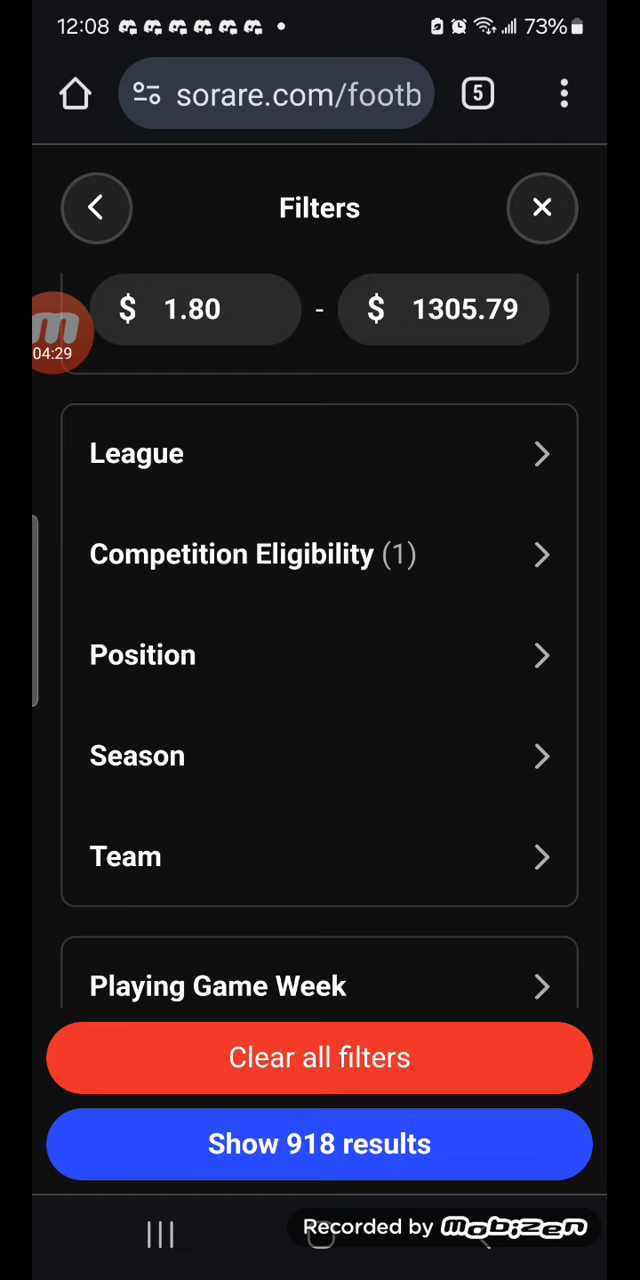 12:08
73%
sorare.com/footb
5
Filters
$ 1.80 - $ 1305.79
m
04:29
League
Competition Eligibility (1)
Position
Season
Team
Playing Game Week
Clear all filters
Show 918 results
Recorded by mobizen